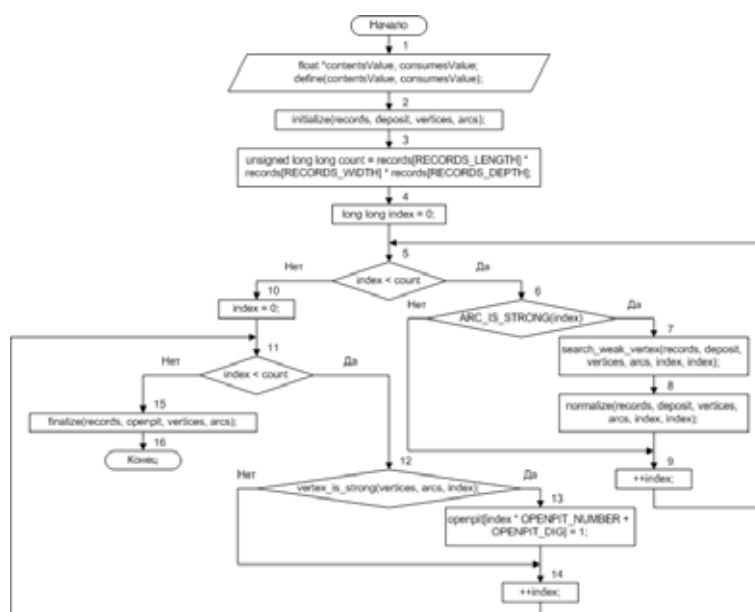 Начало
1
float *contentsValue, consumesValue;
define(contentsValue, consumesValue);
2
initialize(records, deposit, vertices, arcs);
3
unsigned long long count = records[RECORDS_LENGTH] *
records[RECORDS_WIDTH] * records[RECORDS_DEPTH];
4
long long index = 0;
5
Нет
index < count
Да
10
index = 0;
6
Нет
ARC_IS_STRONG(index)
Да
7
search_weak_vertex(records, deposit,
vertices, arcs, index, index);
11
Нет
index < count
Да
8
normalize(records, deposit, vertices,
arcs, index, index);
15
finalize(records, openpit, vertices, arcs);
16
Конец
9
++index;
12
Нет
vertex_is_strong(vertices, arcs, index);
Да
13
openpit[index * OPENPIT_NUMBER +
OPENPIT_DIG] = 1;
14
++index;